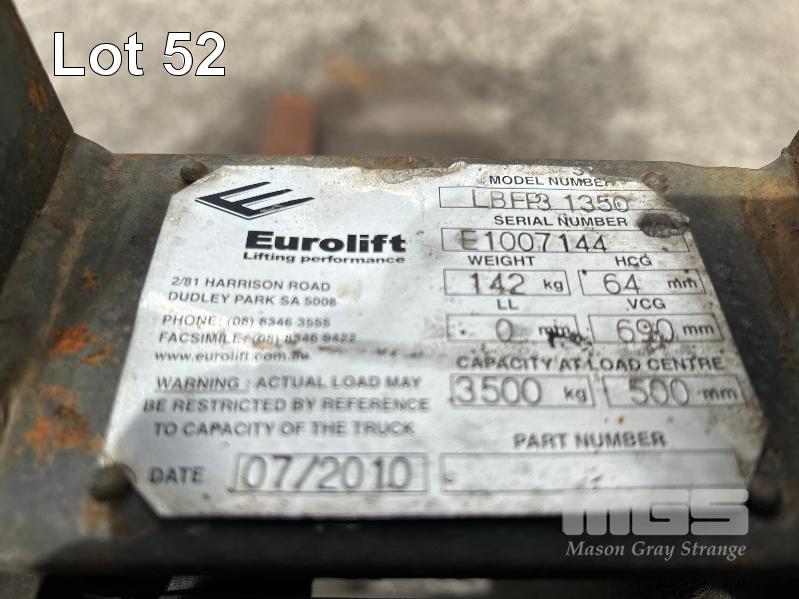 Lot 52
Eurolift
Lifting performance
2/81 HARRISON ROAD
DUDLEY PARK SA 5008
PHONE: (08) 8346 3555
FACSIMILE: (08) 8346 9422
www.eurolift.com.au
WARNING : ACTUAL LOAD MAY
BE RESTRICTED BY REFERENCE
TO CAPACITY OF THE TRUCK
DATE 07/2010
MODEL NUMBER
1350
SERIAL NUMBER
E1007144
WEIGHT HCG
142 kg 64 mm
LL VCG
0 mm 690 mm
CAPACITY AT LOAD CENTRE
3500 kg 500 mm
PART NUMBER
MGS
Mason Gray Strange